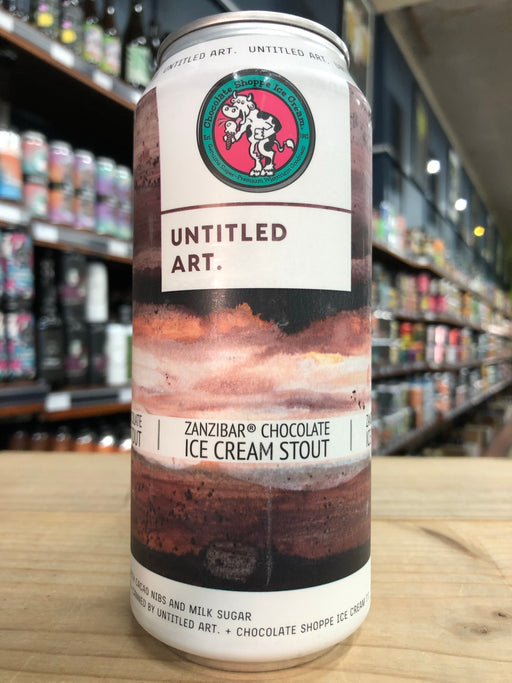 UNTITLED ART. UNTITLED ART.
Chocolate Shoppe Ice Cream
UNTITLED
ART.
ZANZIBAR® CHOCOLATE
ICE CREAM STOUT
CACAO NIBS AND MILK SUGAR
BY UNTITLED ART. + CHOCOLATE SHOPPE ICE CREAM